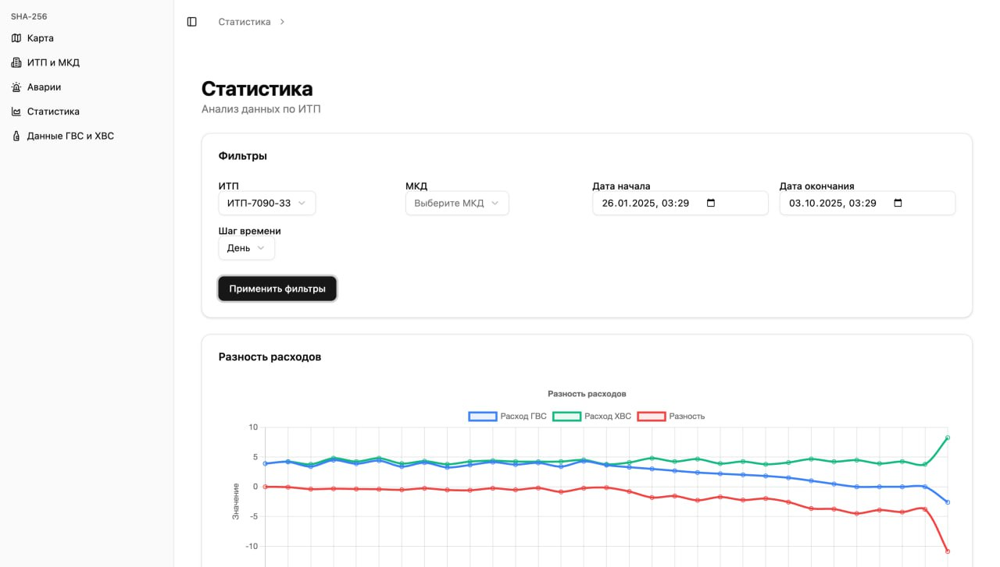 SHA-256
Карта
ИТП и МКД
Аварии
Статистика
Данные ГВС и ХВС
Статистика
Статистика
Анализ данных по ИТП
Фильтры
ИТП
ИТП-7090-33
МКД
Выберите МКД
Дата начала
26.01.2025, 03:29
Дата окончания
03.10.2025, 03:29
Шаг времени
День
Применить фильтры
Разность расходов
Разность расходов
Расход ГВС
Расход ХВС
Разность
10
5
0
-5
-10
Значение